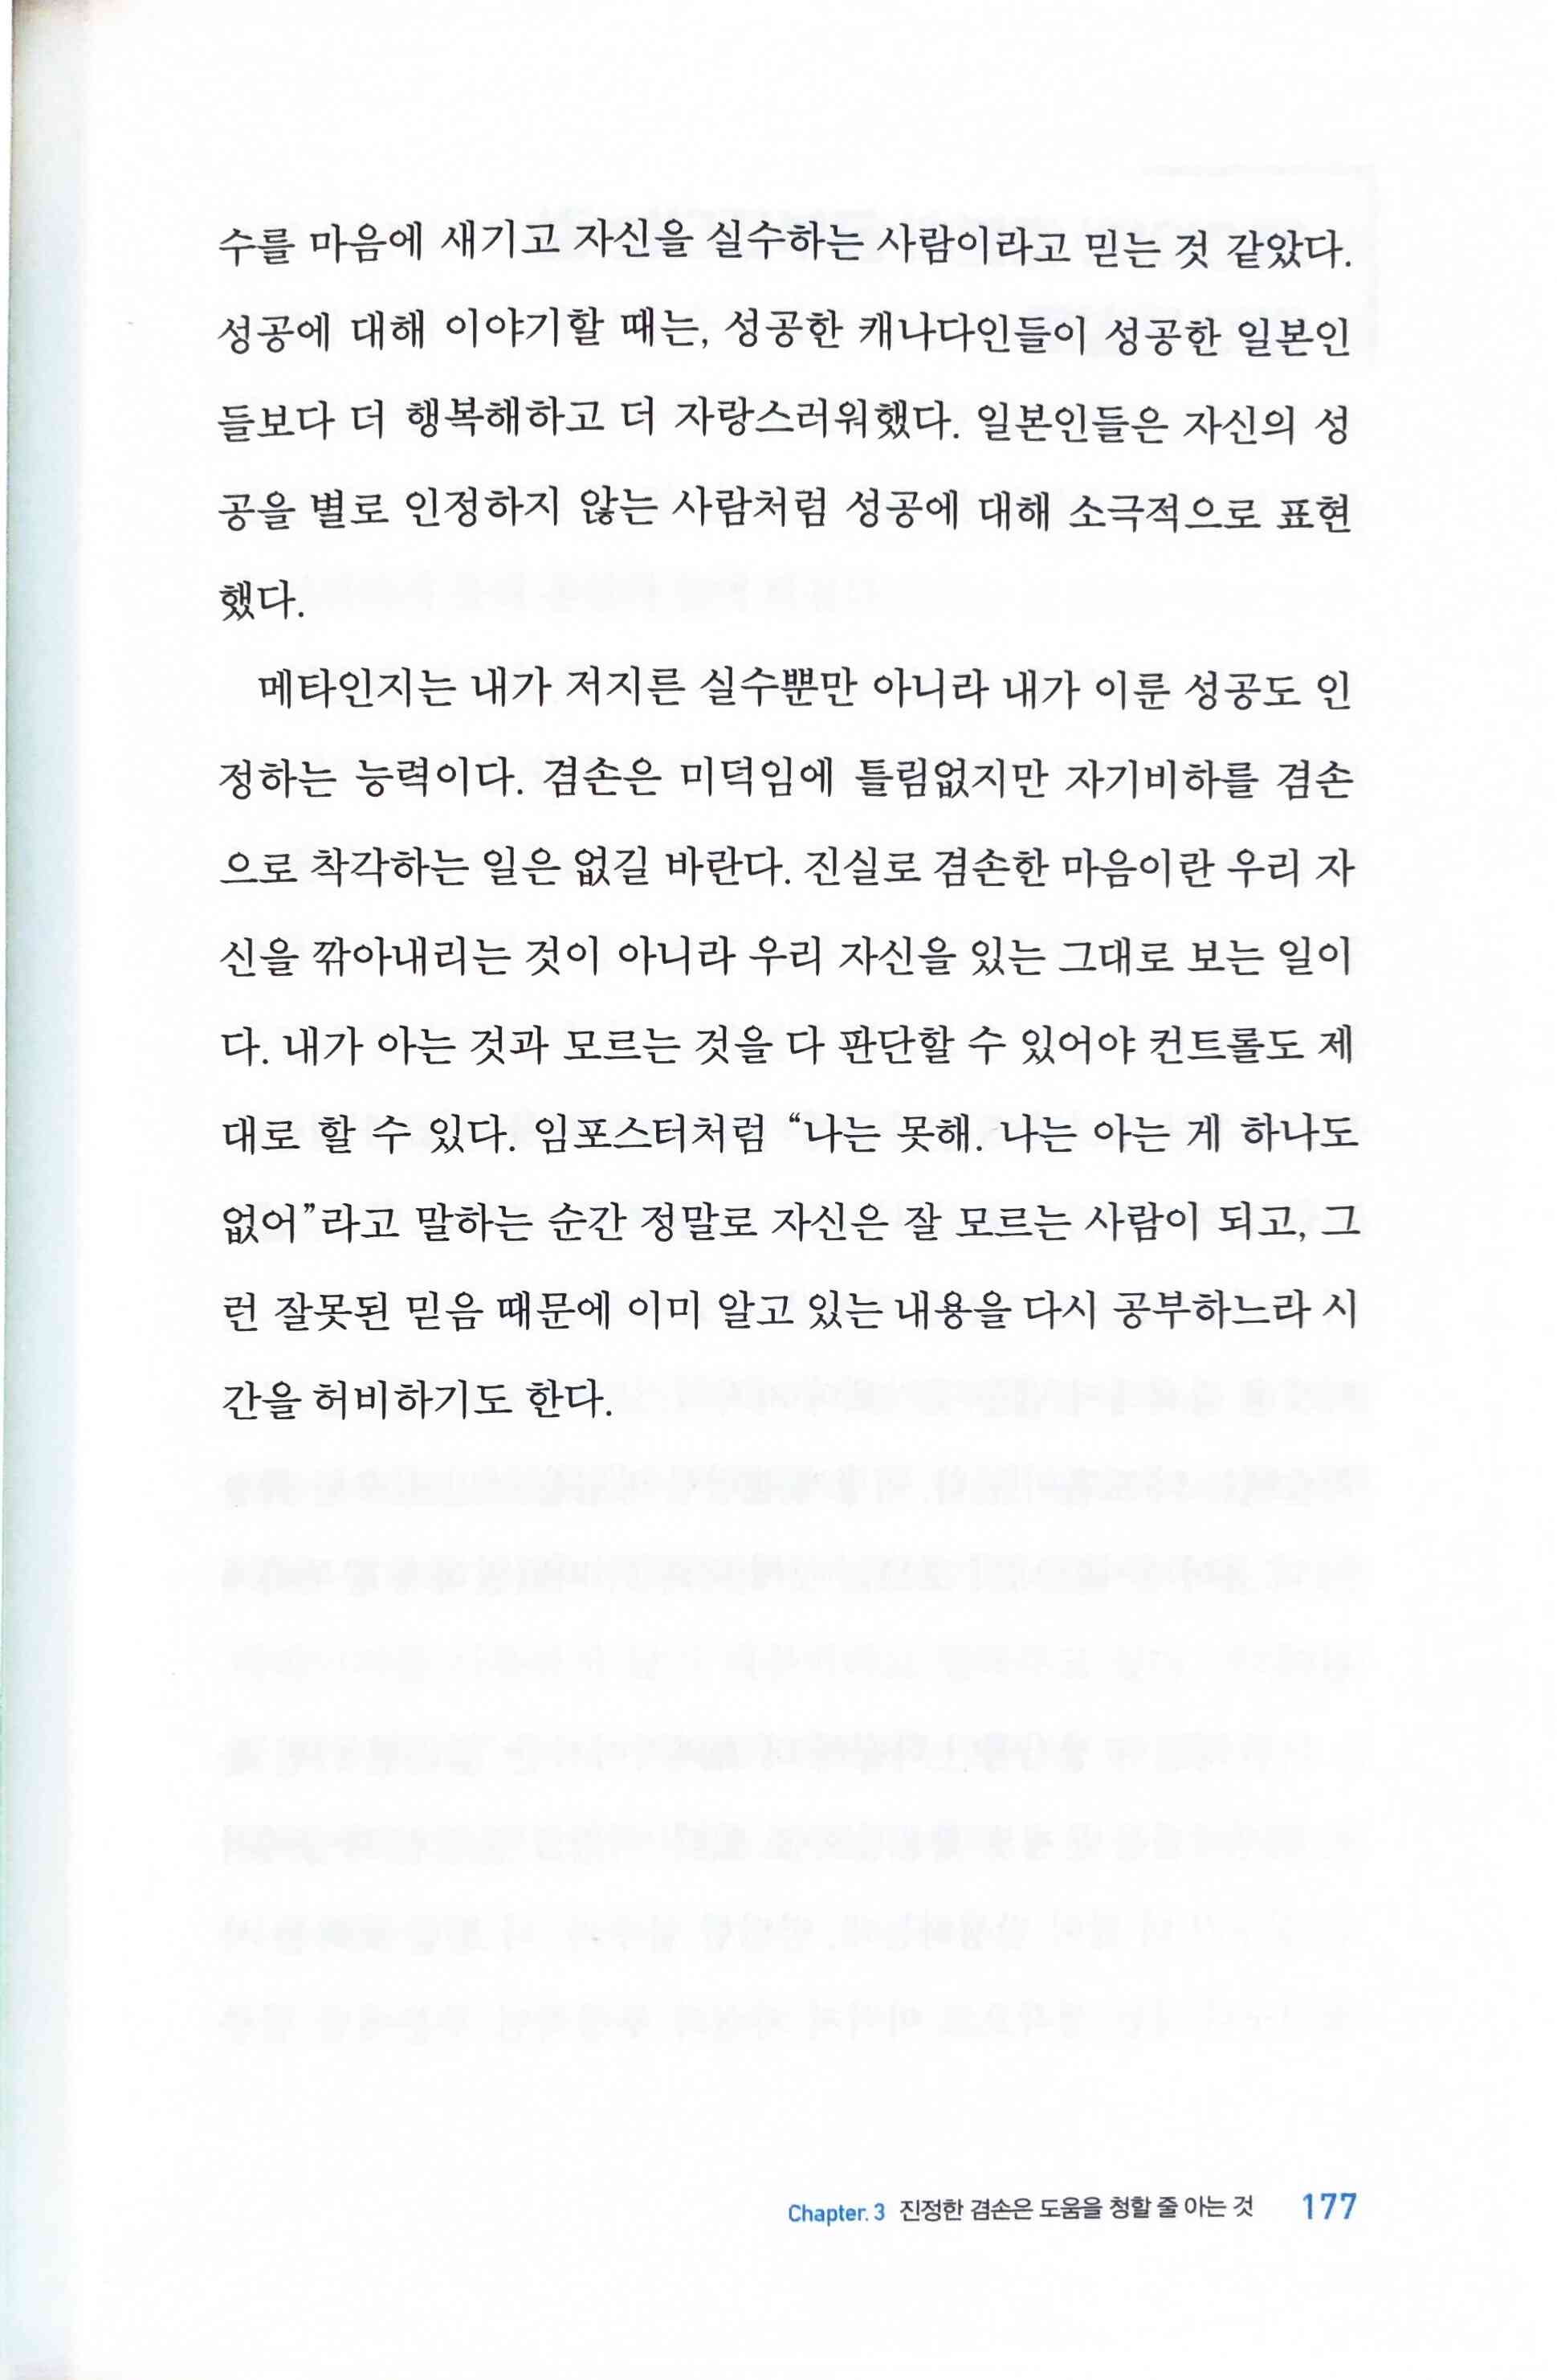 수를 마음에 새기고 자신을 실수하는 사람이라고 믿는 것 같았다.
성공에 대해 이야기할 때는, 성공한 캐나다인들이 성공한 일본인
들보다 더 행복해하고 더 자랑스러워했다. 일본인들은 자신의 성
공을 별로 인정하지 않는 사람처럼 성공에 대해 소극적으로 표현
했다.
메타인지는 내가 저지른 실수뿐만 아니라 내가 이룬 성공도 인
정하는 능력이다. 겸손은 미덕임에 틀림없지만 자기비하를 겸손
으로 착각하는 일은 없길 바란다. 진실로 겸손한 마음이란 우리 자
신을 깎아내리는 것이 아니라 우리 자신을 있는 그대로 보는 일이
다. 내가 아는 것과 모르는 것을 다 판단할 수 있어야 컨트롤도 제
대로 할 수 있다. 임포스터처럼 “나는 못해. 나는 아는 게 하나도
없어”라고 말하는 순간 정말로 자신은 잘 모르는 사람이 되고, 그
런 잘못된 믿음 때문에 이미 알고 있는 내용을 다시 공부하느라 시
간을 허비하기도 한다.
Chapter. 3 진정한 겸손은 도움을 청할 줄 아는 것 177